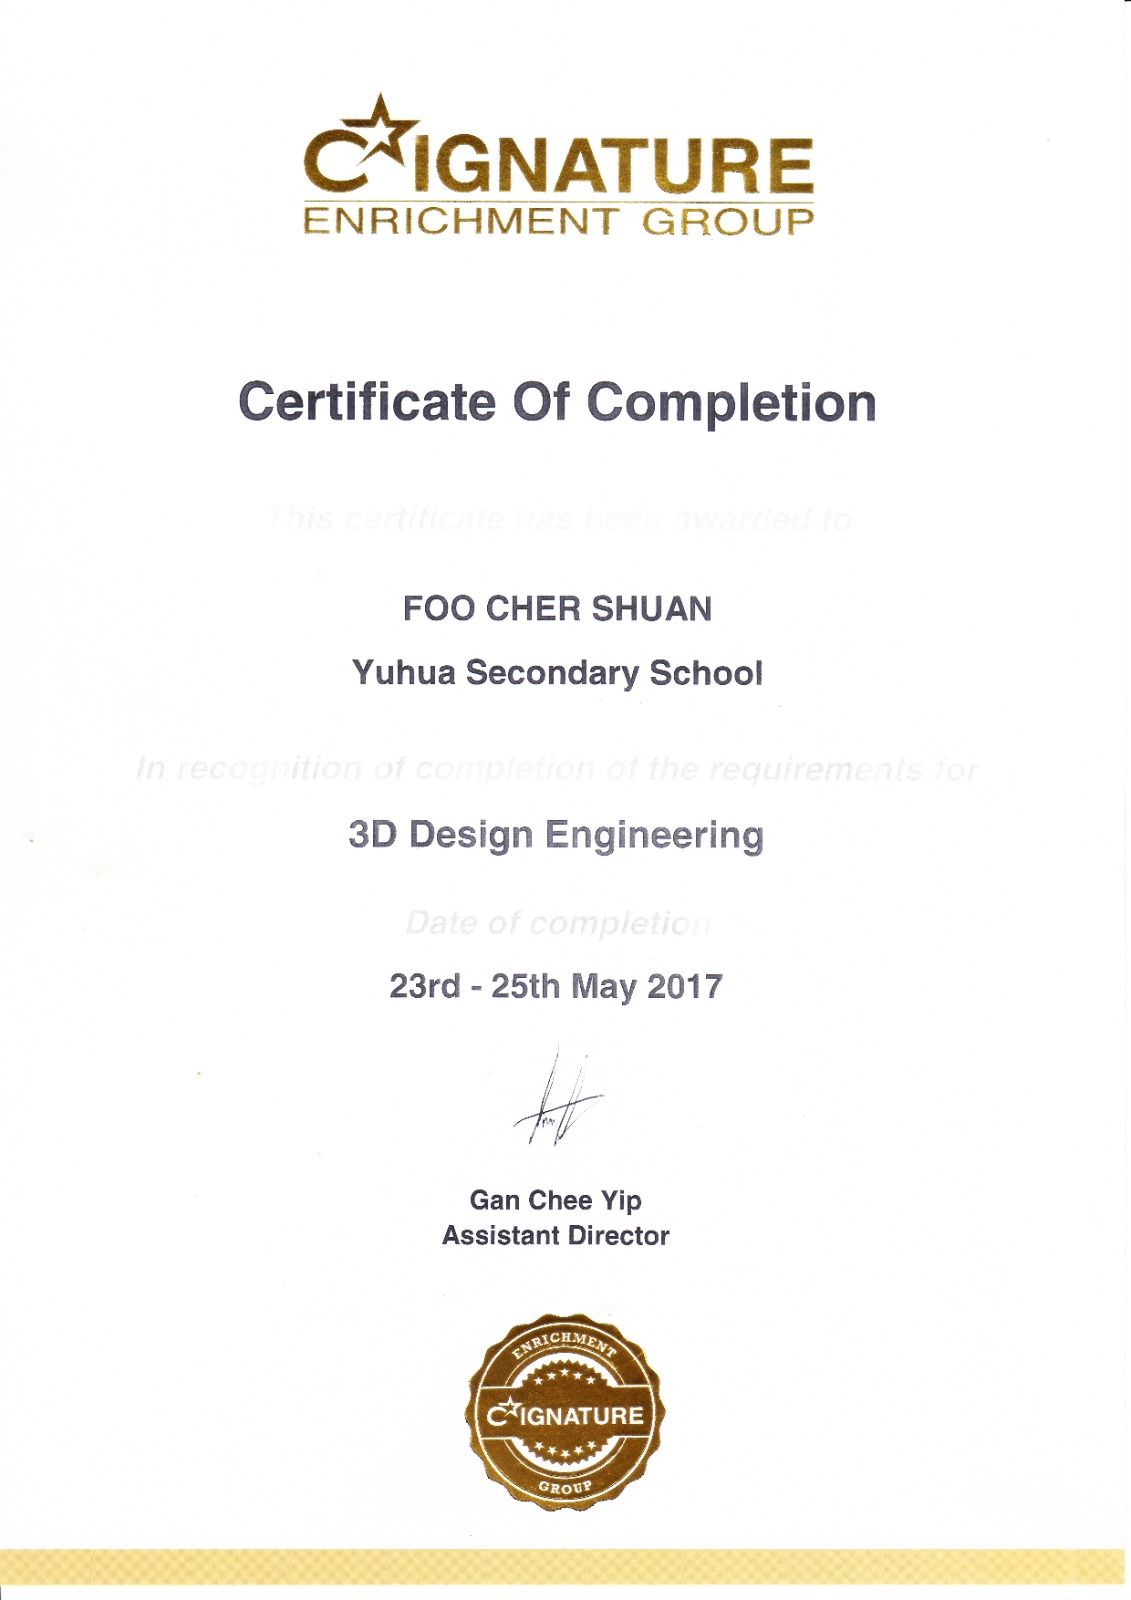 C IGNATURE
ENRICHMENT GROUP
Certificate Of Completion
This certificate has been awarded to
FOO CHER SHUAN
Yuhua Secondary School
In recognition of completion of the requirements for
3D Design Engineering
Date of completion
23rd - 25th May 2017
Gan Chee Yip
Assistant Director
ENRICHMENT
C IGNATURE
GROUP